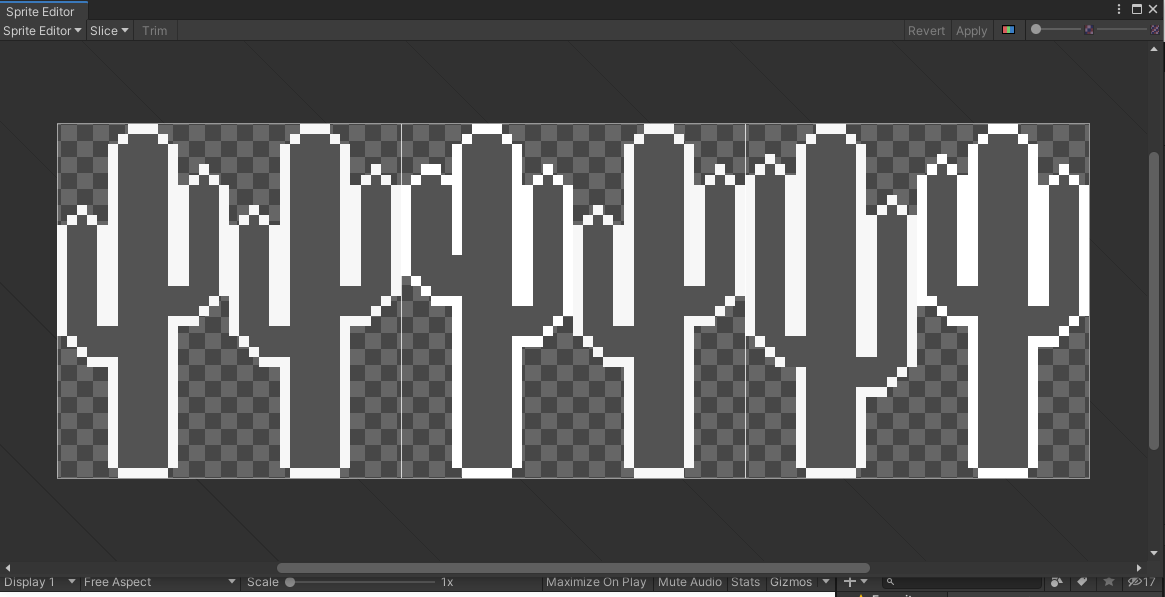 Sprite Editor
Sprite Editor Slice Trim Revert Apply
Display 1 Free Aspect Scale 1x Maximize On Play Mute Audio Stats Gizmos 17